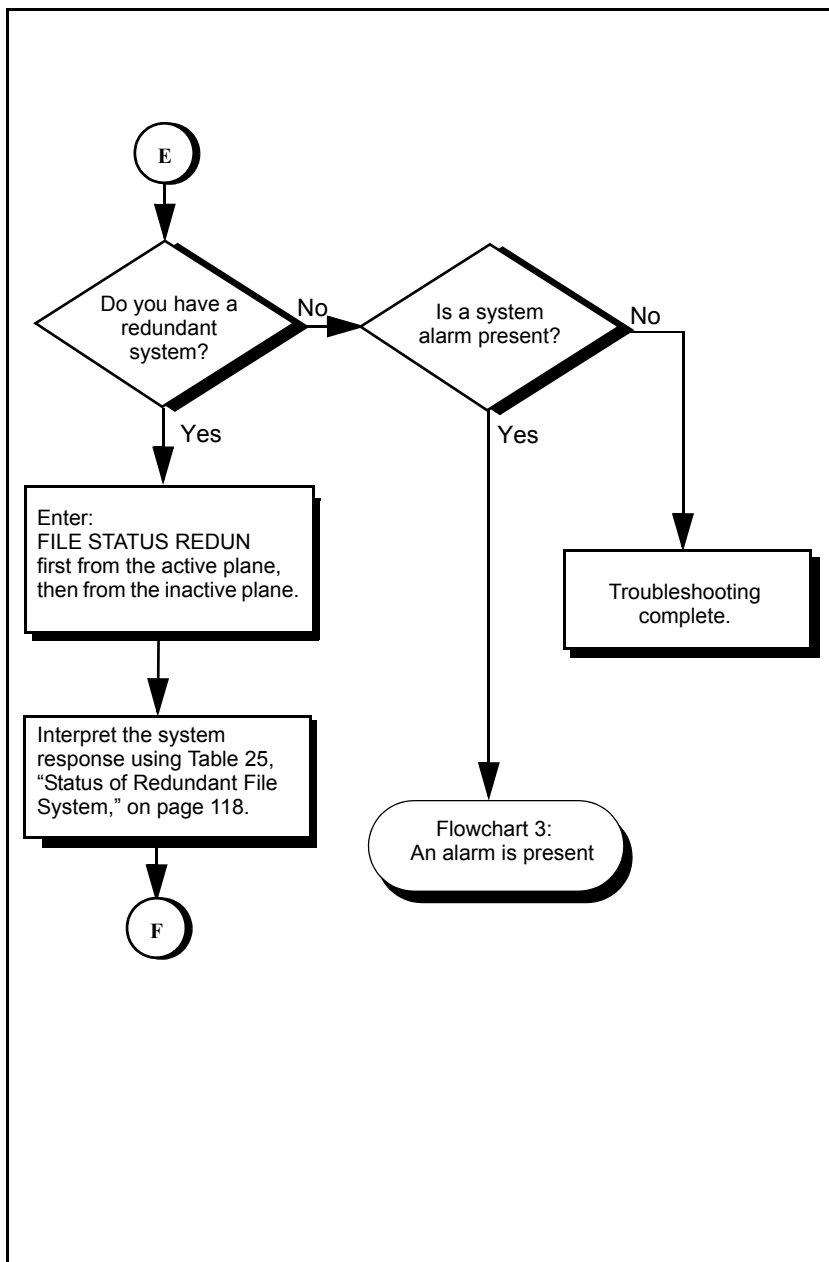 E
Do you have a
redundant
system?
No
Is a system
alarm present?
No
Yes
Yes
Enter:
FILE STATUS REDUN
first from the active plane,
then from the inactive plane.
Troubleshooting
complete.
Interpret the system
response using Table 25,
“Status of Redundant File
System,” on page 118.
Flowchart 3:
An alarm is present
F